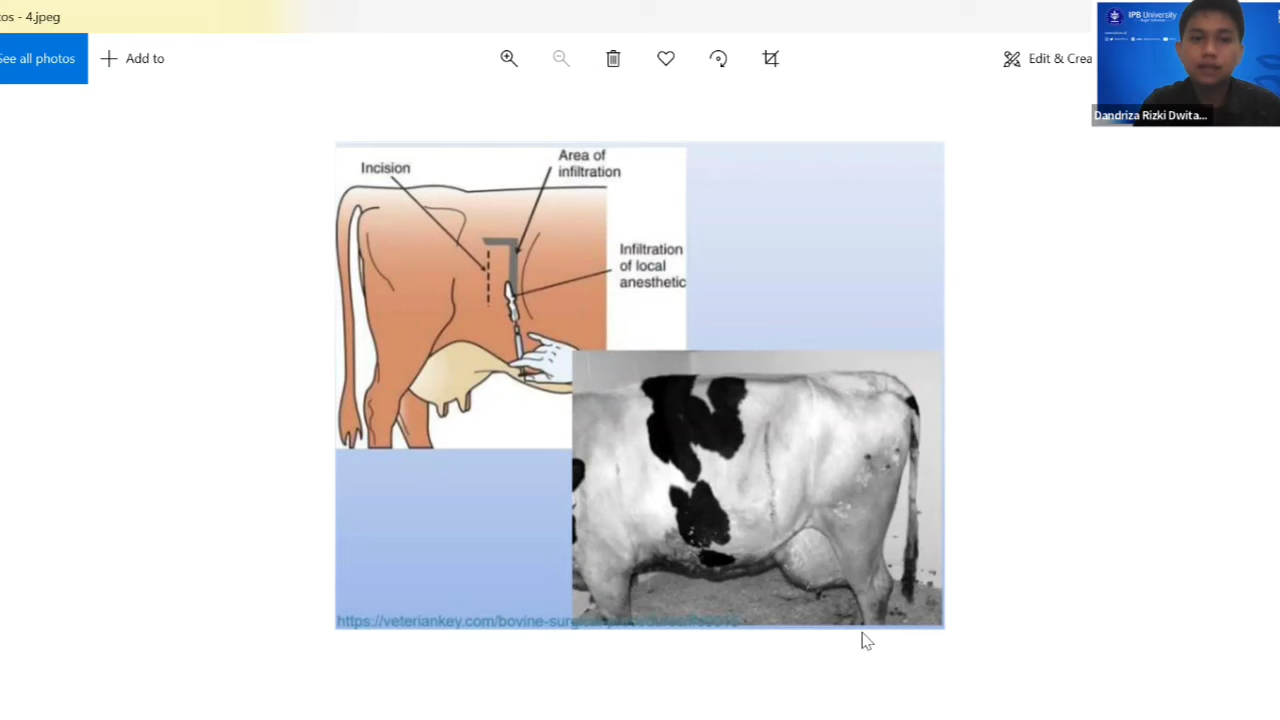 os - 4.jpeg
See all photos
Add to
Edit & Crea
IPB University
Dandriza Rizki Dwita...
Incision
Area of
infiltration
Infiltration
of local
anesthetic
https://veteriankey.com/bovine-surg